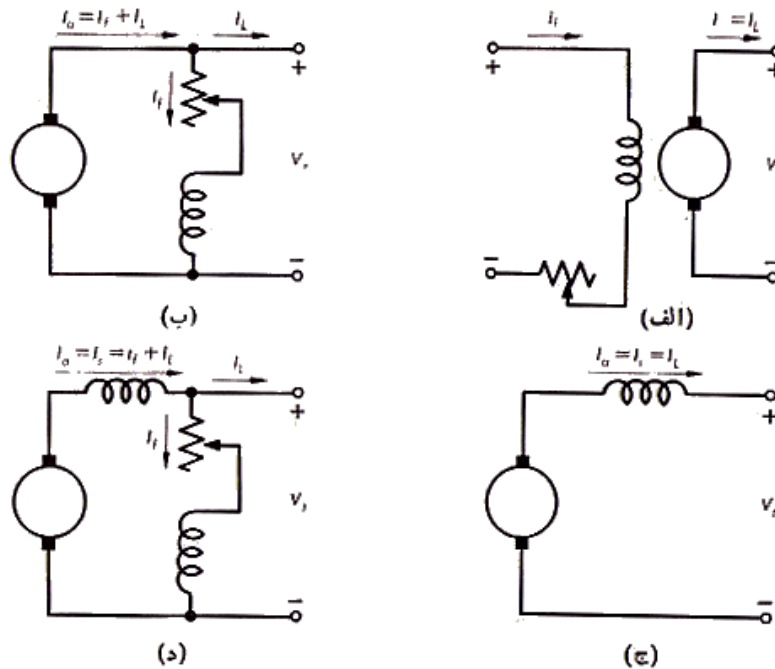 I_a = I_f + I_L
I_L
I_f
+
V_t
−
(ب)
I_f
+
−
I = I_L
+
V
−
(الف)
I_a = I_s = I_f + I_L
I_L
I_f
+
V_t
−
(د)
I_a = I_s = I_L
+
V_t
−
(ج)